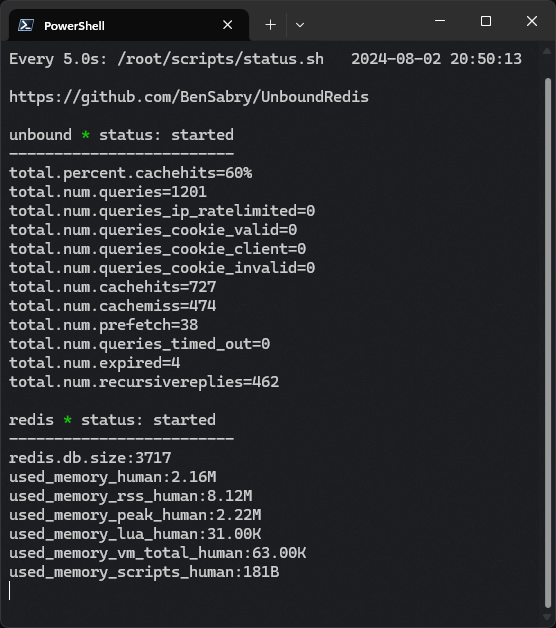 PowerShell
Every 5.0s: /root/scripts/status.sh   2024-08-02 20:50:13
https://github.com/BenSabry/UnboundRedis
unbound * status: started
-------------------------
total.percent.cachehits=60%
total.num.queries=1201
total.num.queries_ip_ratelimited=0
total.num.queries_cookie_valid=0
total.num.queries_cookie_client=0
total.num.queries_cookie_invalid=0
total.num.cachehits=727
total.num.cachemiss=474
total.num.prefetch=38
total.num.queries_timed_out=0
total.num.expired=4
total.num.recursivereplies=462
redis * status: started
-------------------------
redis.db.size:3717
used_memory_human:2.16M
used_memory_rss_human:8.12M
used_memory_peak_human:2.22M
used_memory_lua_human:31.00K
used_memory_vm_total_human:63.00K
used_memory_scripts_human:181B